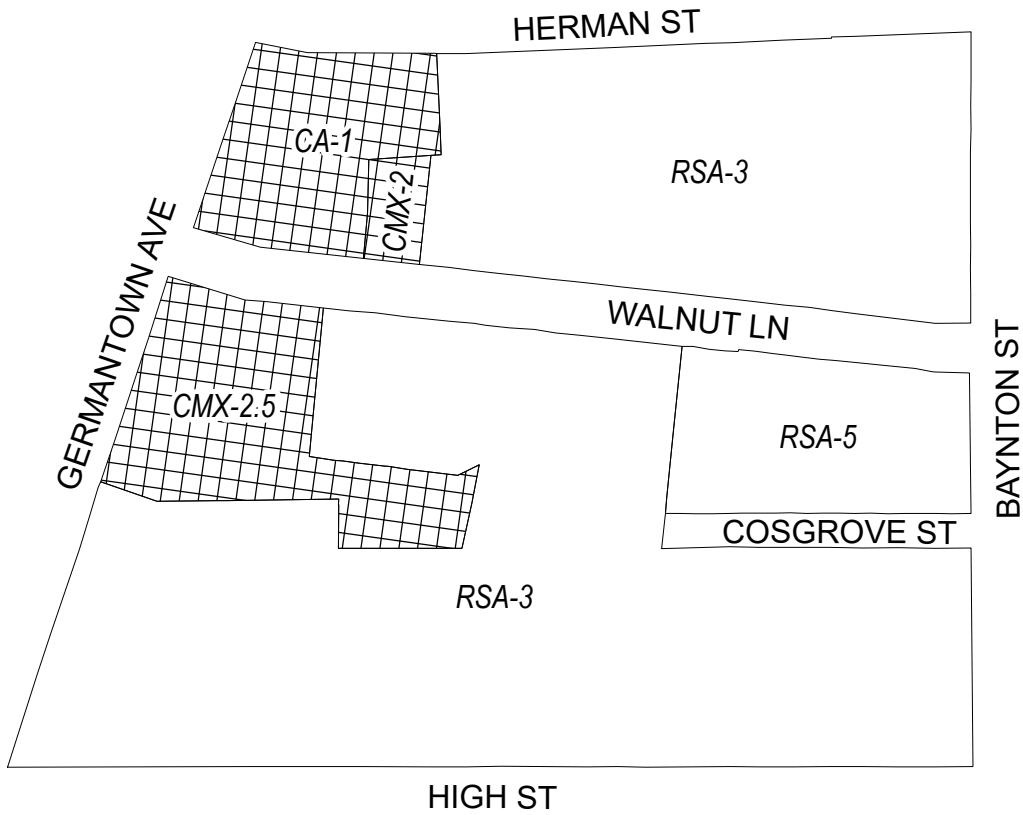 HERMAN ST
CA-1
CMX-2
RSA-3
GERMANTOWN AVE
WALNUT LN
BAYNTON ST
CMX-2.5
RSA-5
COSGROVE ST
RSA-3
HIGH ST